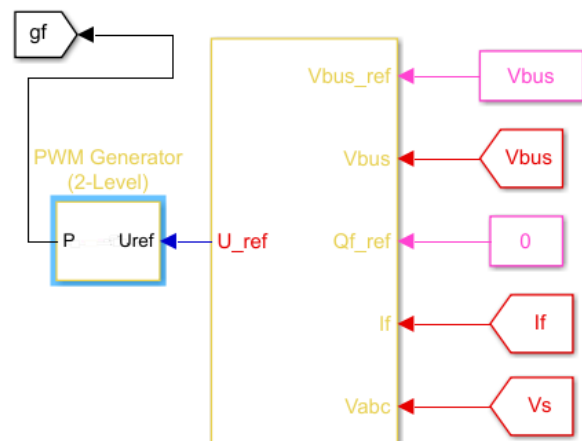 gf
Vbus_ref
Vbus
PWM Generator
(2-Level)
Vbus
Vbus
P
Uref
U_ref
Qf_ref
0
If
If
Vabc
Vs